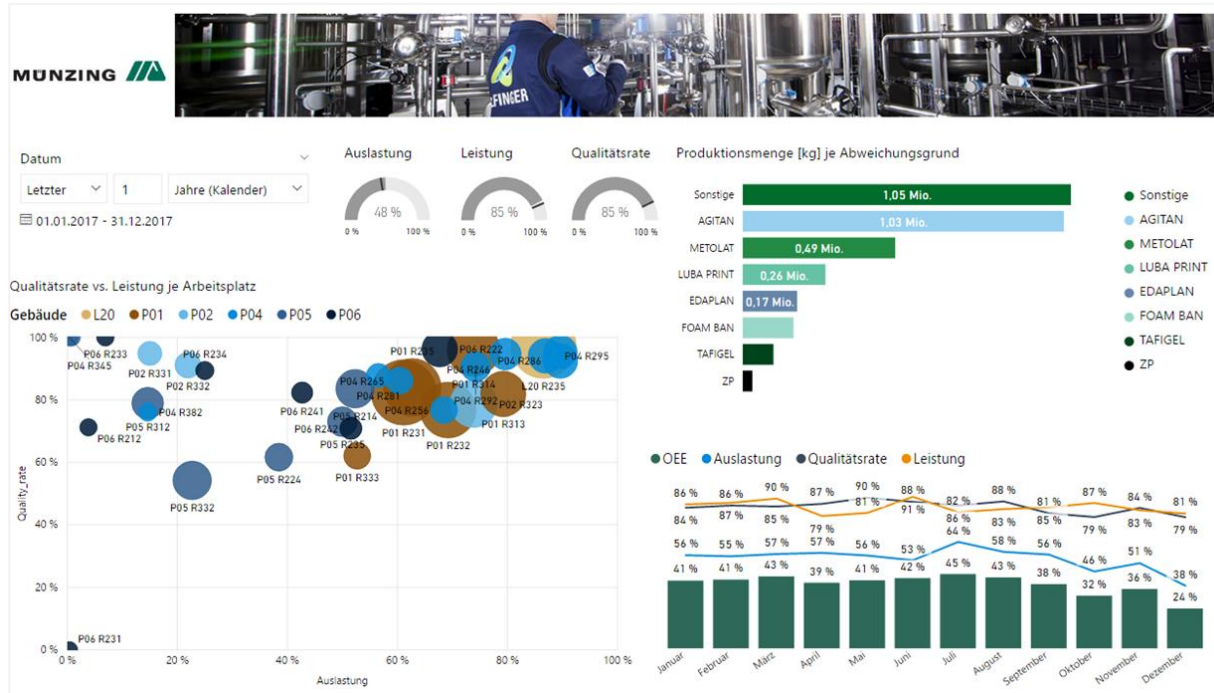 MÜNZING
LFINGER
Datum
Letzter
1
Jahre (Kalender)
01.01.2017 - 31.12.2017
Auslastung
48 %
0 %
100 %
Leistung
85 %
0 %
100 %
Qualitätsrate
85 %
0 %
100 %
Produktionsmenge [kg] je Abweichungsgrund
Sonstige
1,05 Mio.
AGITAN
1,03 Mio.
METOLAT
0,49 Mio.
LUBA PRINT
0,26 Mio.
EDAPLAN
0,17 Mio.
FOAM BAN
TAFIGEL
ZP
Sonstige
AGITAN
METOLAT
LUBA PRINT
EDAPLAN
FOAM BAN
TAFIGEL
ZP
Qualitätsrate vs. Leistung je Arbeitsplatz
Gebäude L20 P01 P02 P04 P05 P06
Quality_rate
100 %
80 %
60 %
40 %
20 %
0 %
P06 R233
P04 R345
P02 R331
P06 R234
P02 R332
P04 R382
P05 R312
P06 R212
P05 R332
P05 R224
P06 R241
P06 R242
P05 R214
P05 R235
P01 R333
P04 R265
P04 R281
P04 R256
P01 R231
P01 R235
P06 R222
P04 R246
P01 R314
P04 R292
P01 R232
P01 R313
P02 R323
P04 R286
L20 R235
P04 R295
P06 R231
0 %
20 %
40 %
60 %
80 %
100 %
Auslastung
OEE Auslastung Qualitätsrate Leistung
86 % 86 % 90 % 87 % 90 % 88 % 82 % 88 % 81 % 87 % 84 % 81 %
84 % 87 % 85 % 79 % 81 % 91 % 86 % 83 % 85 % 79 % 83 % 79 %
56 % 55 % 57 % 57 % 56 % 53 % 64 % 58 % 56 % 46 % 51 % 38 %
41 % 41 % 43 % 39 % 41 % 42 % 45 % 43 % 38 % 32 % 36 % 24 %
Januar Februar März April Mai Juni Juli August September Oktober November Dezember